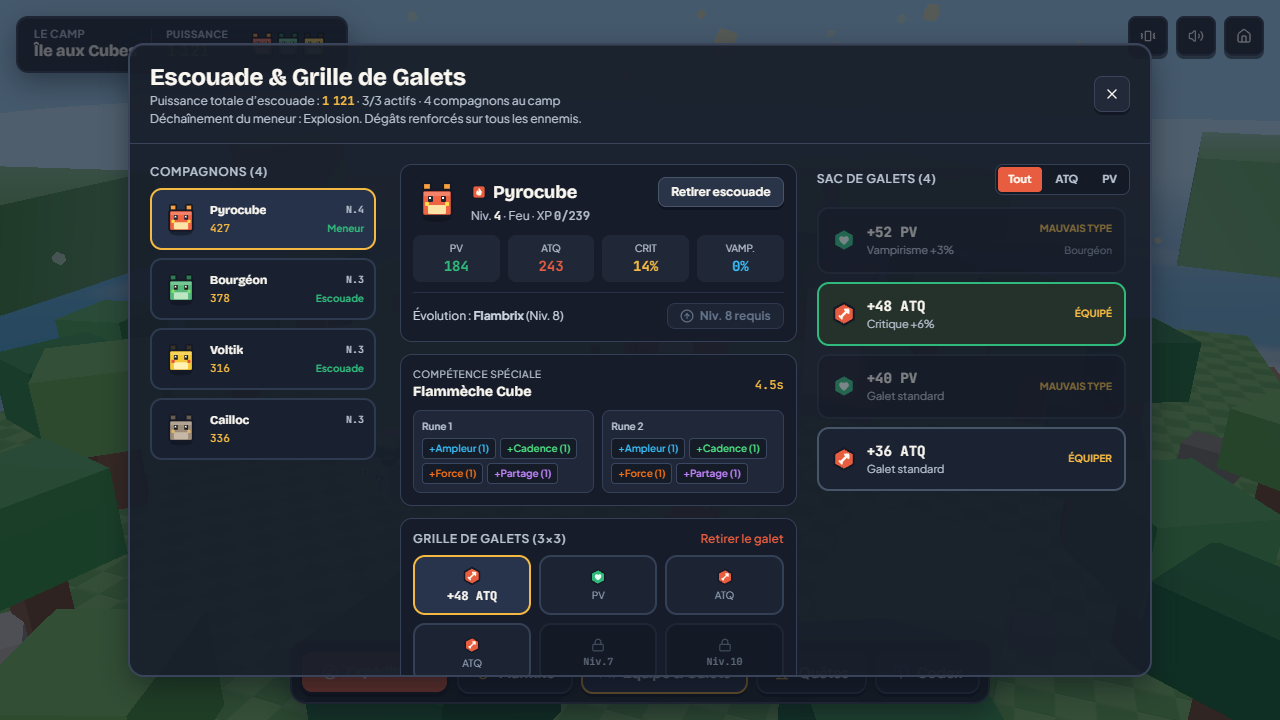 LE CAMP
Île aux Cubes
PUISSANCE
Escouade & Grille de Galets
Puissance totale d'escouade : 1 121 · 3/3 actifs · 4 compagnons au camp
Déchaînement du meneur : Explosion. Dégâts renforcés sur tous les ennemis.
COMPAGNONS (4)
Pyrocube
N.4
427
Meneur
Bourgéon
N.3
378
Escouade
Voltik
N.3
316
Escouade
Cailloc
N.3
336
Pyrocube
Niv. 4 · Feu · XP 0/239
Retirer escouade
PV
184
ATQ
243
CRIT
14%
VAMP.
0%
Évolution : Flambrix (Niv. 8)
Niv. 8 requis
COMPÉTENCE SPÉCIALE
Flammèche Cube
4.5s
Rune 1
+Ampleur (1)
+Cadence (1)
+Force (1)
+Partage (1)
Rune 2
+Ampleur (1)
+Cadence (1)
+Force (1)
+Partage (1)
GRILLE DE GALETS (3x3)
Retirer le galet
+48 ATQ
PV
ATQ
ATQ
Niv.7
Niv.10
SAC DE GALETS (4)
Tout
ATQ
PV
+52 PV
Vampirisme +3%
MAUVAIS TYPE
Bourgéon
+48 ATQ
Critique +6%
ÉQUIPÉ
+40 PV
Galet standard
MAUVAIS TYPE
+36 ATQ
Galet standard
ÉQUIPER